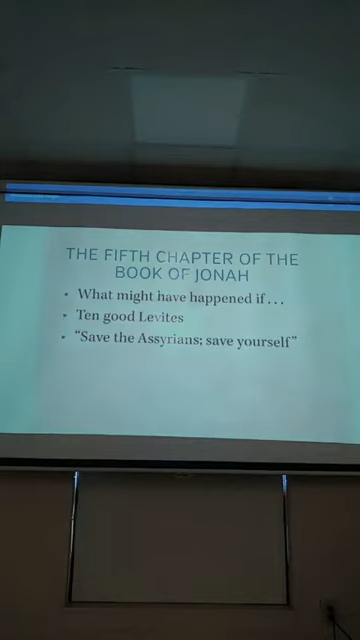 THE FIFTH CHAPTER OF THE
BOOK OF JONAH
• What might have happened if . . .
• Ten good Levites
• “Save the Assyrians; save yourself”